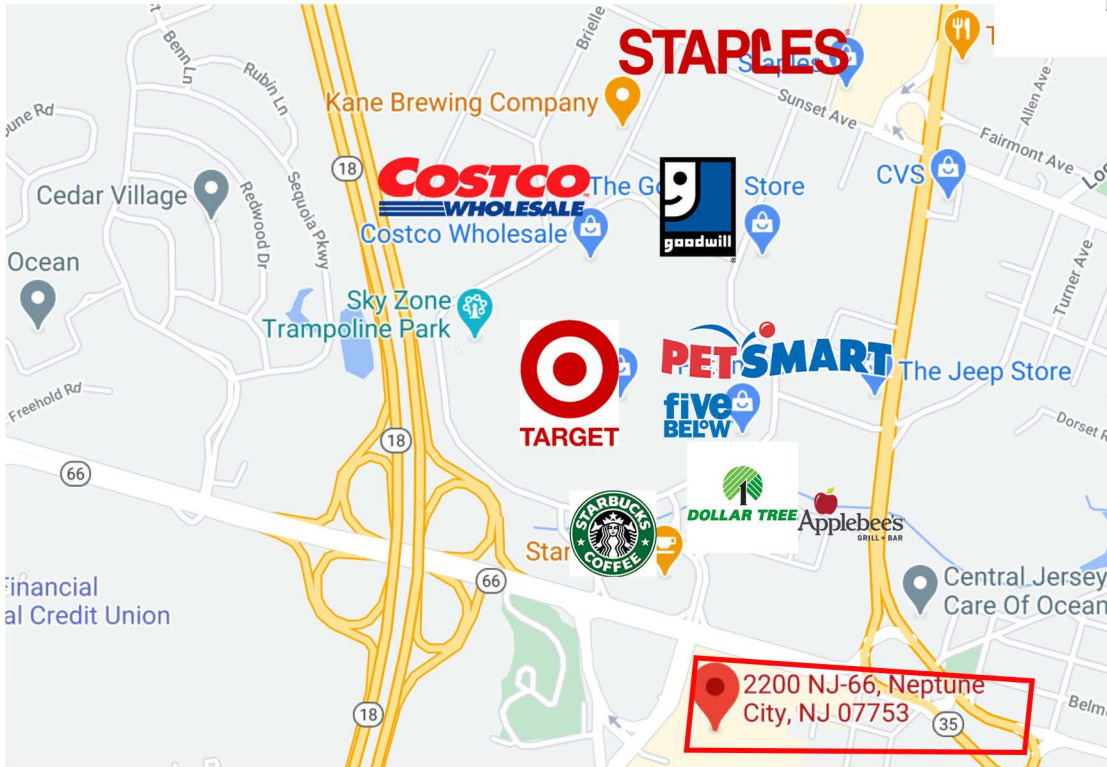 Benn Ln
Rubin Ln
Brielle
STAPLES
Staples
Kane Brewing Company
Sunset Ave
Allen Ave
Fairmont Ave
18
COSTCO
WHOLESALE
The Go
Store
CVS
Cedar Village
Redwood Dr
Sequoia Pkwy
goodwill
Costco Wholesale
Turner Ave
Ocean
Sky Zone
Trampoline Park
PETSMART
The Jeep Store
five
BELOW
TARGET
Freehold Rd
18
66
DOLLAR TREE
Applebee's
GRILL + BAR
STARBUCKS
COFFEE
Star
66
Central Jersey
Care Of Ocean
Financial
al Credit Union
2200 NJ-66, Neptune
City, NJ 07753
35
18